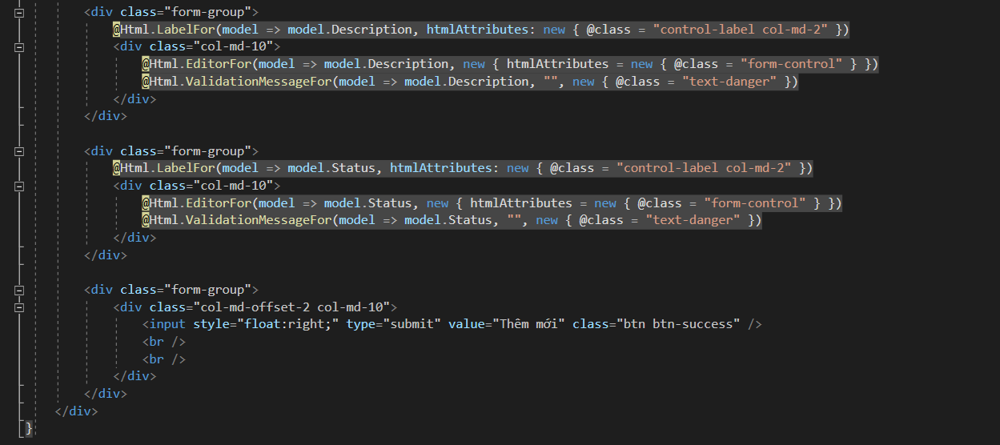 <div class="form-group">
@Html.LabelFor(model => model.Description, htmlAttributes: new { @class = "control-label col-md-2" })
<div class="col-md-10">
@Html.EditorFor(model => model.Description, new { htmlAttributes = new { @class = "form-control" } })
@Html.ValidationMessageFor(model => model.Description, "", new { @class = "text-danger" })
</div>
</div>
<div class="form-group">
@Html.LabelFor(model => model.Status, htmlAttributes: new { @class = "control-label col-md-2" })
<div class="col-md-10">
@Html.EditorFor(model => model.Status, new { htmlAttributes = new { @class = "form-control" } })
@Html.ValidationMessageFor(model => model.Status, "", new { @class = "text-danger" })
</div>
</div>
<div class="form-group">
<div class="col-md-offset-2 col-md-10">
<input style="float:right;" type="submit" value="Thêm mới" class="btn btn-success" />
<br />
<br />
</div>
</div>
</div>
}